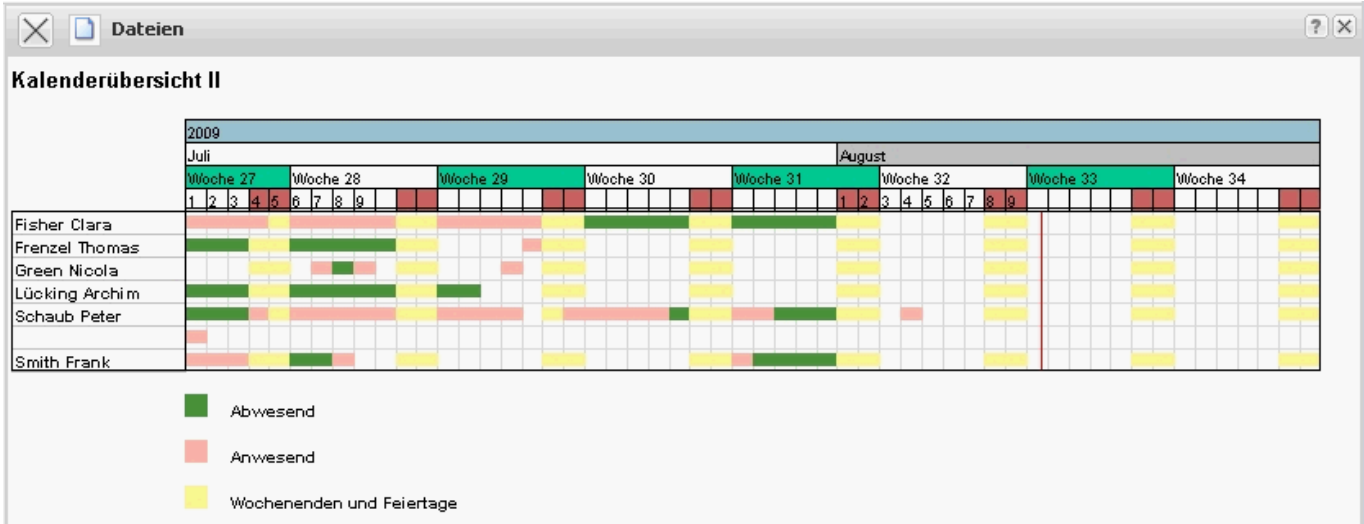 Dateien
?
Kalenderübersicht II
2009
Juli August
Woche 27 Woche 28 Woche 29 Woche 30 Woche 31 Woche 32 Woche 33 Woche 34
1 2 3 4 5 6 7 8 9 1 2 3 4 5 6 7 8 9
Fisher Clara
Frenzel Thomas
Green Nicola
Lücking Archim
Schaub Peter
Smith Frank
Abwesend
Anwesend
Wochenenden und Feiertage